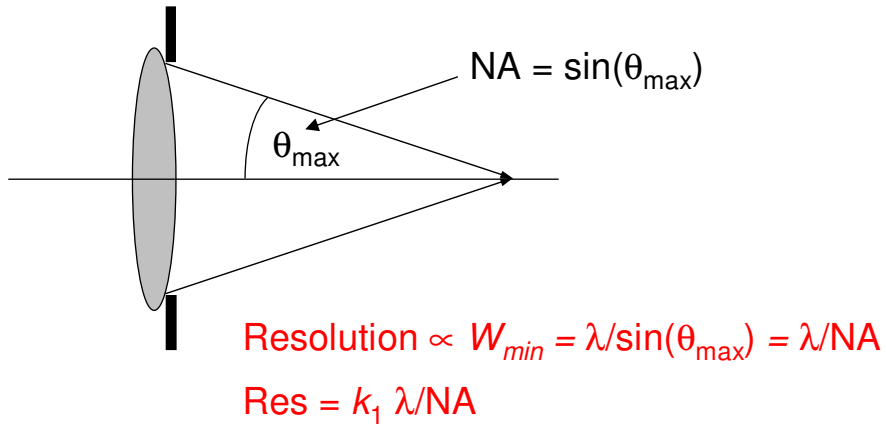 NA = sin(θmax)
θmax
Resolution ∝ Wmin = λ/sin(θmax) = λ/NA
Res = k1 λ/NA